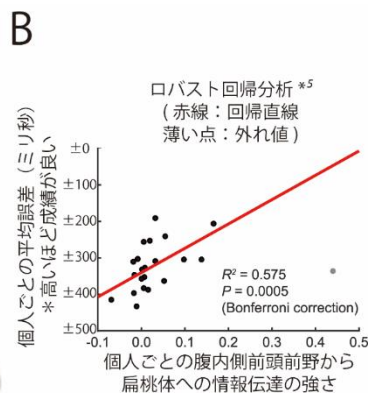 B
ロバスト回帰分析 *5
(赤線：回帰直線
薄い点：外れ値)
個人ごとの平均誤差（ミリ秒）
*高いほど成績が良い
±0
±100
±200
±300
±400
±500
R² = 0.575
P = 0.0005
(Bonferroni correction)
-0.1 0.0 0.1 0.2 0.3 0.4 0.5
個人ごとの腹内側前頭前野から
扁桃体への情報伝達の強さ